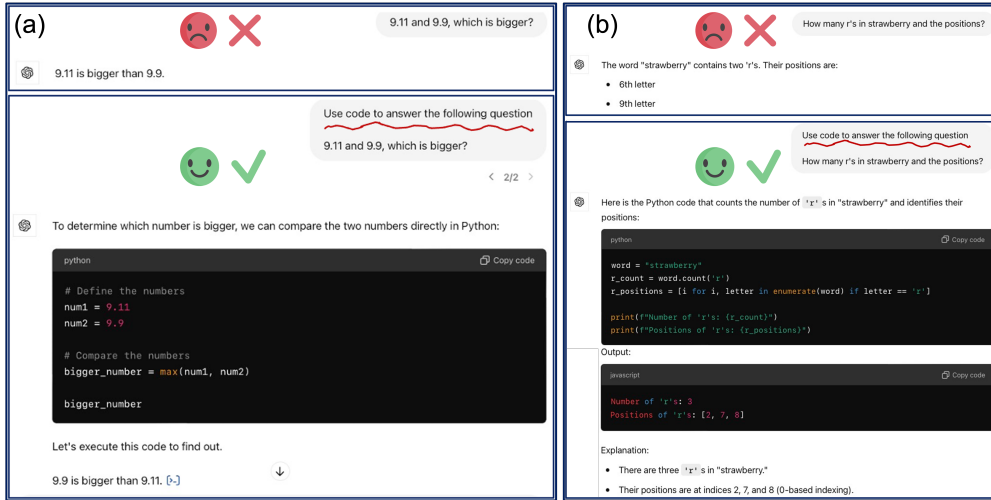 (a)
9.11 and 9.9, which is bigger?
9.11 is bigger than 9.9.
Use code to answer the following question
9.11 and 9.9, which is bigger?
< 2/2 >
To determine which number is bigger, we can compare the two numbers directly in Python:
python
Copy code
# Define the numbers
num1 = 9.11
num2 = 9.9
# Compare the numbers
bigger_number = max(num1, num2)
bigger_number
Let's execute this code to find out.
9.9 is bigger than 9.11. [>-]
(b)
How many r's in strawberry and the positions?
The word "strawberry" contains two 'r's. Their positions are:
• 6th letter
• 9th letter
Use code to answer the following question
How many r's in strawberry and the positions?
Here is the Python code that counts the number of 'r' s in "strawberry" and identifies their
positions:
python
Copy code
word = "strawberry"
r_count = word.count('r')
r_positions = [i for i, letter in enumerate(word) if letter == 'r']
print(f"Number of 'r's: {r_count}")
print(f"Positions of 'r's: {r_positions}")
Output:
javascript
Copy code
Number of 'r's: 3
Positions of 'r's: [2, 7, 8]
Explanation:
• There are three 'r' s in "strawberry."
• Their positions are at indices 2, 7, and 8 (0-based indexing).